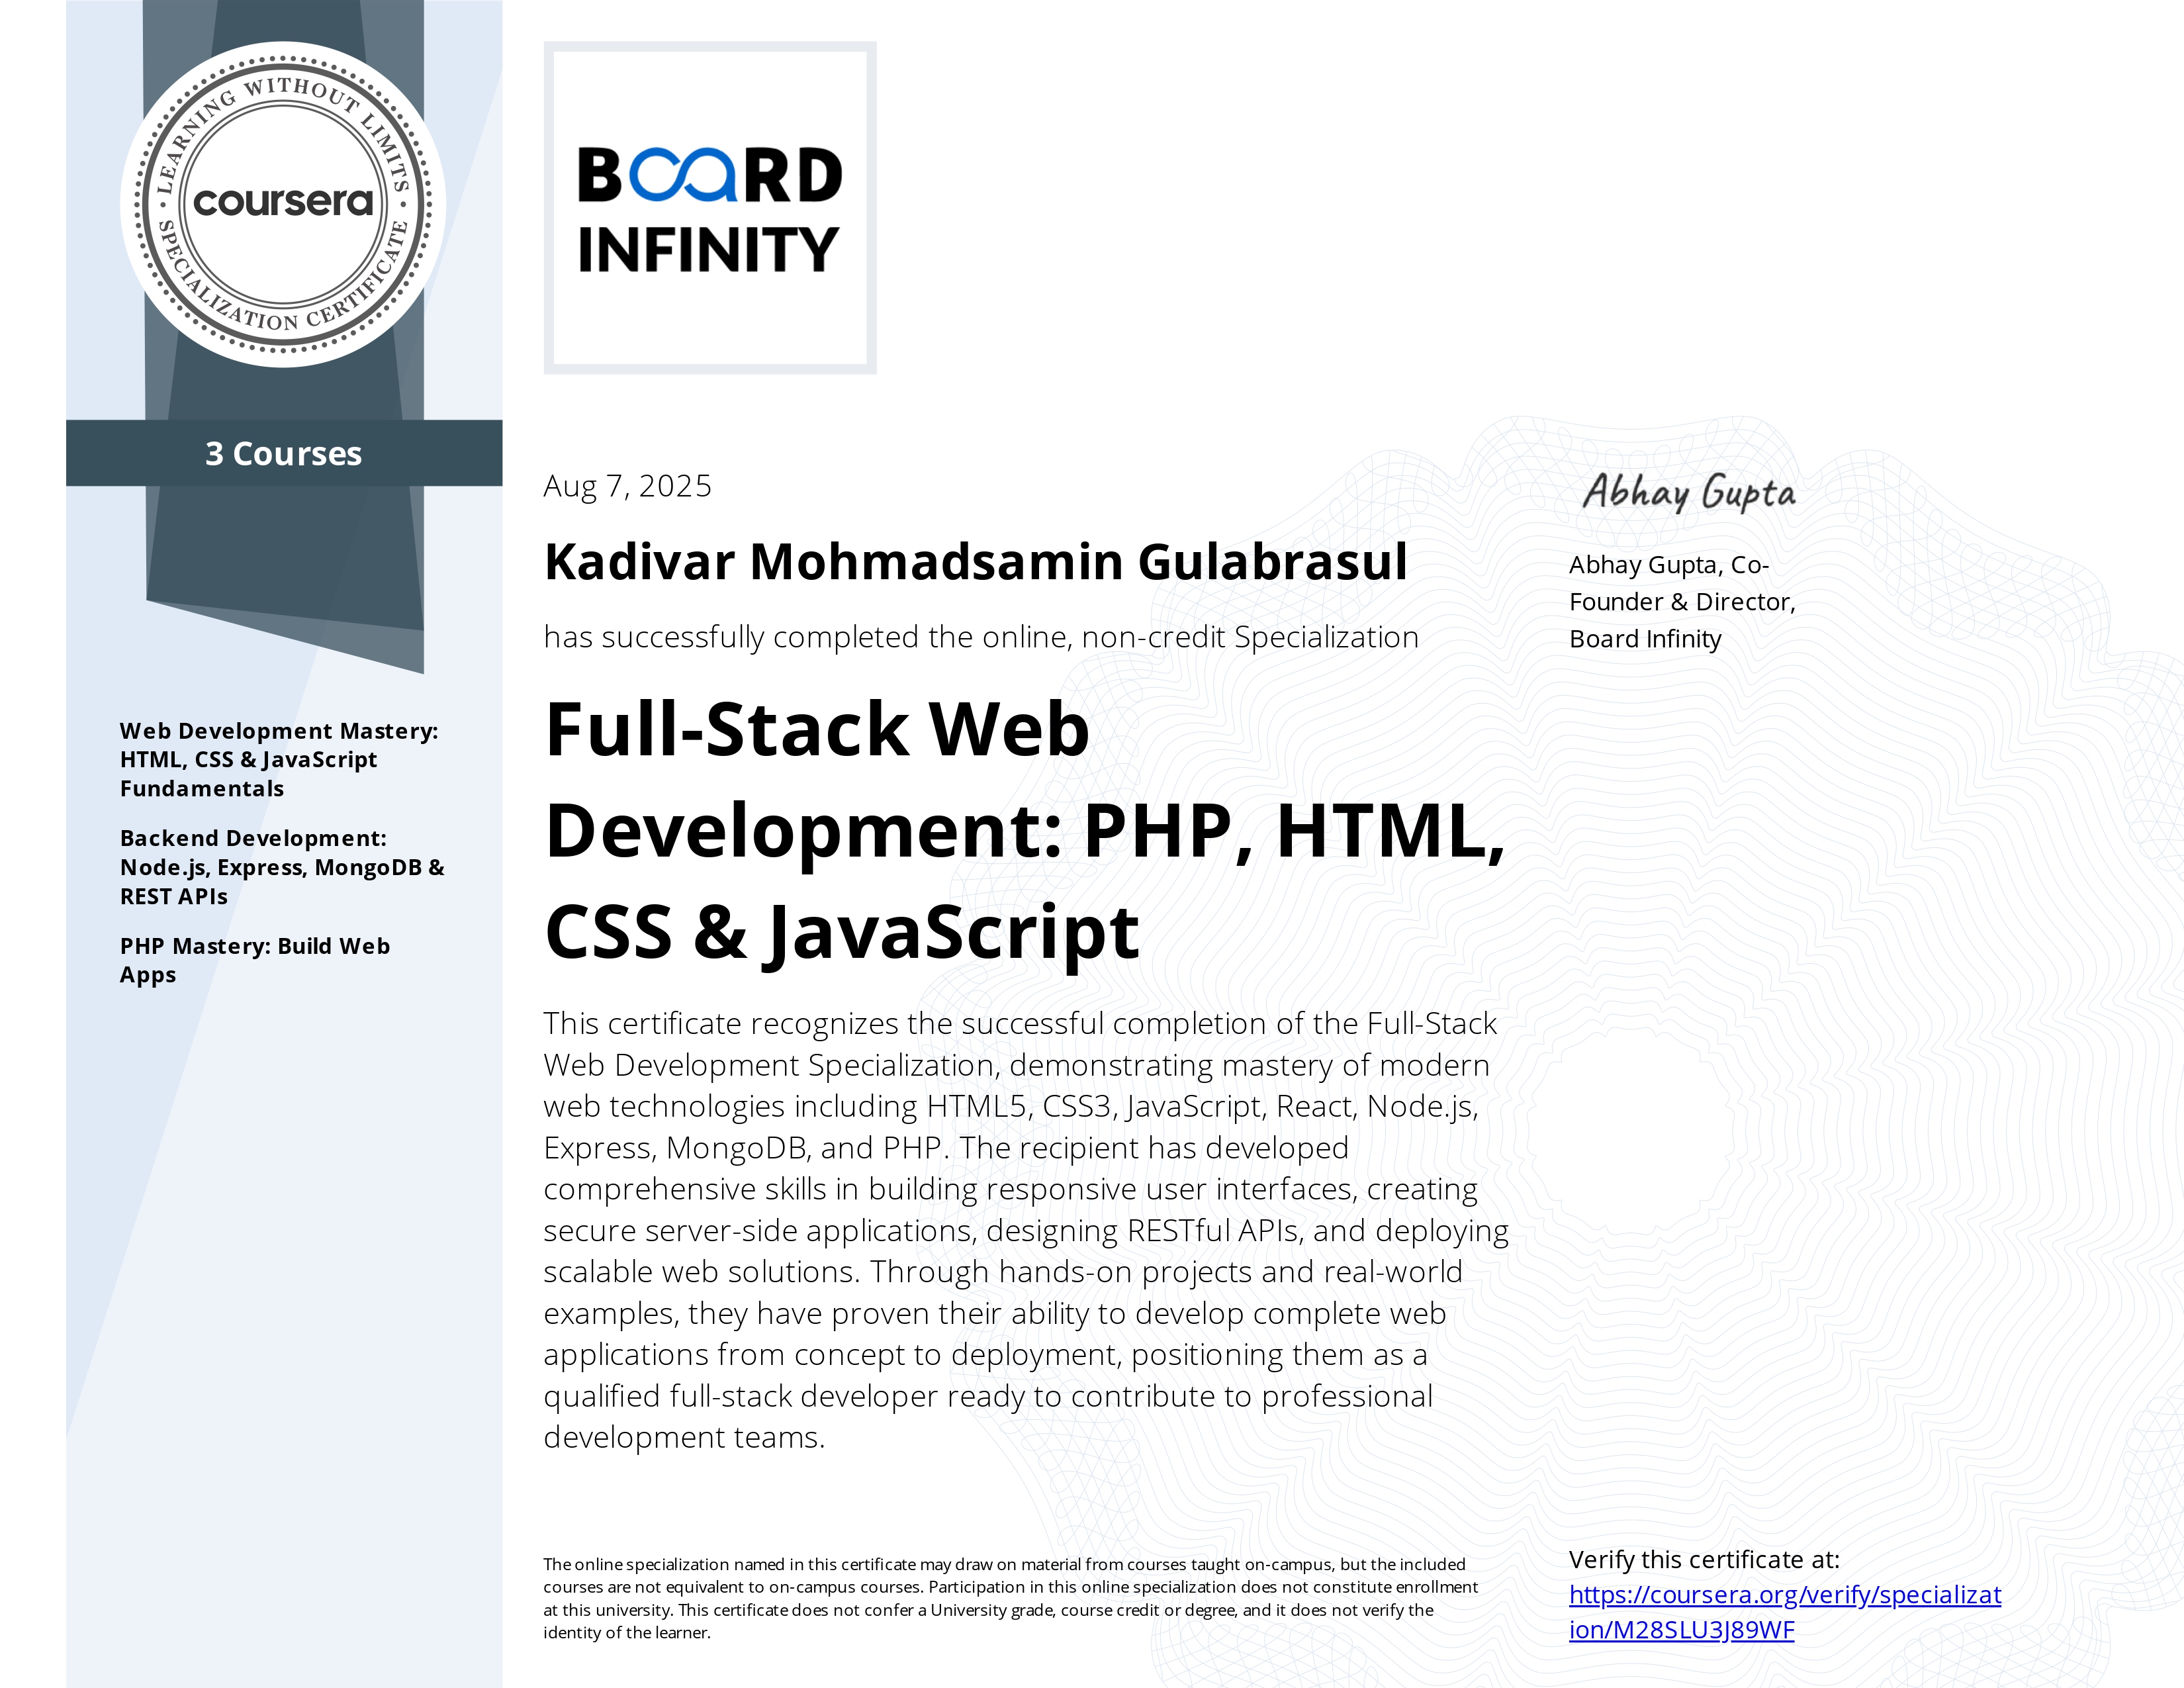 LEARNING WITHOUT LIMITS
coursera
SPECIALIZATION CERTIFICATE
3 Courses
Web Development Mastery:
HTML, CSS & JavaScript
Fundamentals
Backend Development:
Node.js, Express, MongoDB &
REST APIs
PHP Mastery: Build Web
Apps
BOARD
INFINITY
Aug 7, 2025
Kadivar Mohmadsamin Gulabrasul
has successfully completed the online, non-credit Specialization
Full-Stack Web
Development: PHP, HTML,
CSS & JavaScript
This certificate recognizes the successful completion of the Full-Stack
Web Development Specialization, demonstrating mastery of modern
web technologies including HTML5, CSS3, JavaScript, React, Node.js,
Express, MongoDB, and PHP. The recipient has developed
comprehensive skills in building responsive user interfaces, creating
secure server-side applications, designing RESTful APIs, and deploying
scalable web solutions. Through hands-on projects and real-world
examples, they have proven their ability to develop complete web
applications from concept to deployment, positioning them as a
qualified full-stack developer ready to contribute to professional
development teams.
Abhay Gupta
Abhay Gupta, Co-
Founder & Director,
Board Infinity
The online specialization named in this certificate may draw on material from courses taught on-campus, but the included
courses are not equivalent to on-campus courses. Participation in this online specialization does not constitute enrollment
at this university. This certificate does not confer a University grade, course credit or degree, and it does not verify the
identity of the learner.
Verify this certificate at:
https://coursera.org/verify/specializat
ion/M28SLU3J89WF